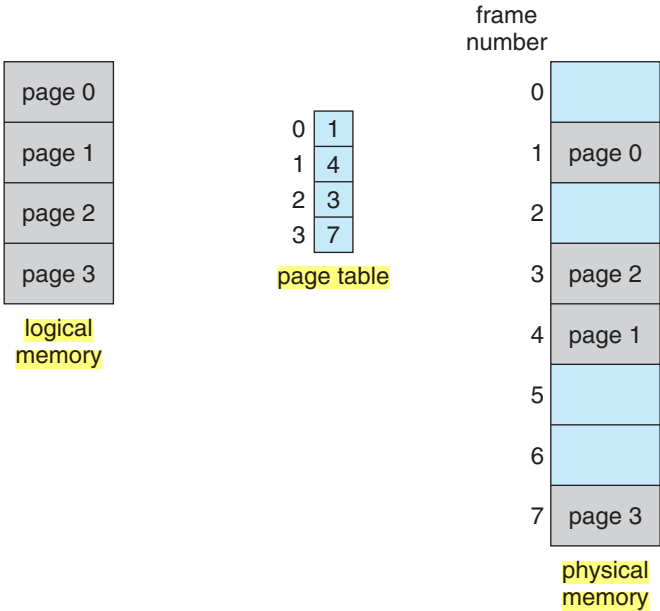 page 0
page 1
page 2
page 3
logical
memory
0 1
1 4
2 3
3 7
page table
frame
number
0
1 page 0
2
3 page 2
4 page 1
5
6
7 page 3
physical
memory